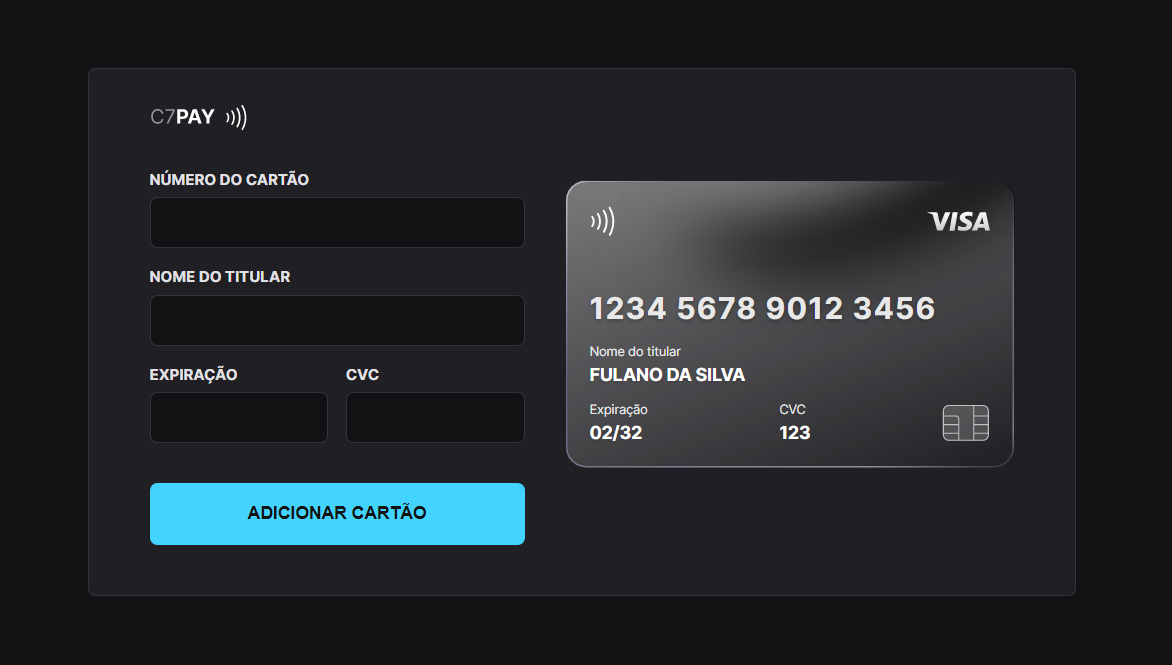 C7PAY
NÚMERO DO CARTÃO
NOME DO TITULAR
EXPIRAÇÃO CVC
ADICIONAR CARTÃO
VISA
1234 5678 9012 3456
Nome do titular
FULANO DA SILVA
Expiração CVC
02/32 123